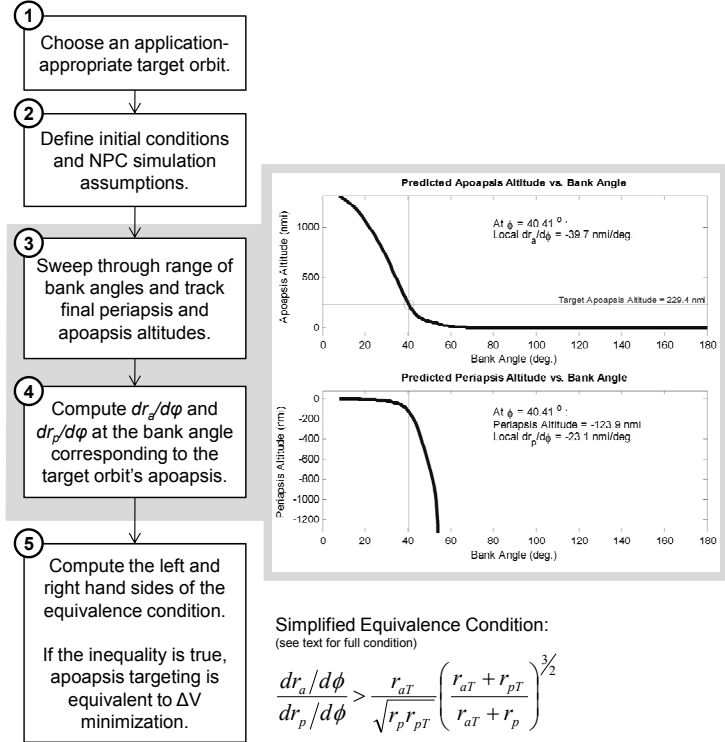 1
Choose an application-
appropriate target orbit.
2
Define initial conditions
and NPC simulation
assumptions.
3
Sweep through range of
bank angles and track
final periapsis and
apoapsis altitudes.
4
Compute dr_a/dφ and
dr_p/dφ at the bank angle
corresponding to the
target orbit's apoapsis.
5
Compute the left and
right hand sides of the
equivalence condition.
If the inequality is true,
apoapsis targeting is
equivalent to ΔV
minimization.
Predicted Apoapsis Altitude vs. Bank Angle
Apoapsis Altitude (nmi)
1000
500
0
At ϕ = 40.41 °:
Local dr_a/dϕ = -39.7 nmi/deg.
Target Apoapsis Altitude = 229.4 nmi
0 20 40 60 80 100 120 140 160 180
Bank Angle (deg.)
Predicted Periapsis Altitude vs. Bank Angle
Periapsis Altitude (nmi)
0
-200
-400
-600
-800
-1000
-1200
At ϕ = 40.41 °:
Periapsis Altitude = -123.9 nmi
Local dr_p/dϕ = -23.1 nmi/deg.
0 20 40 60 80 100 120 140 160 180
Bank Angle (deg.)
Simplified Equivalence Condition:
(see text for full condition)
(dr_a/dϕ)/(dr_p/dϕ) > r_aT/√(r_p r_pT) ((r_aT + r_pT)/(r_aT + r_p))^(3/2)